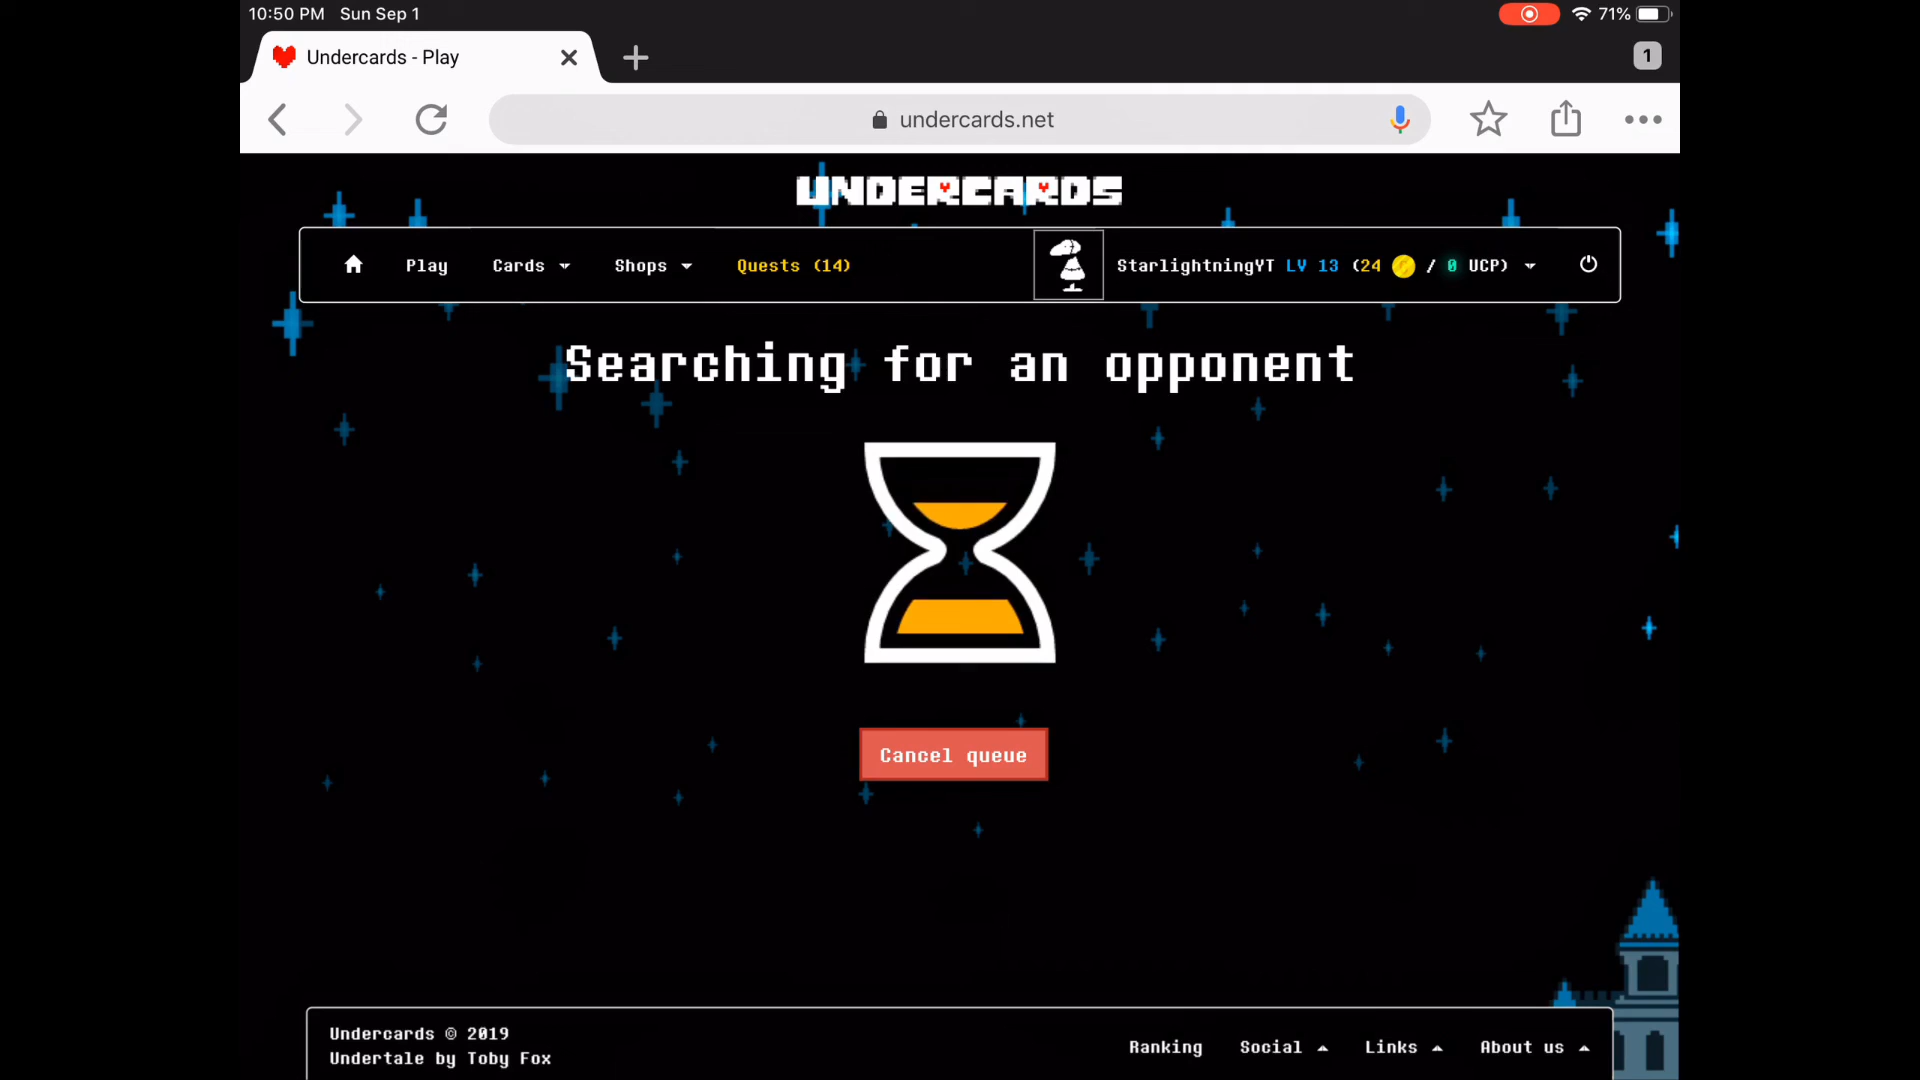 10:50 PM Sun Sep 1 71%
Undercards - Play 1
undercards.net
UNDERCARDS
Play Cards Shops Quests (14) StarlightningYT LV 13 (24 / 0 UCP)
Searching for an opponent
Cancel queue
Undercards © 2019
Undertale by Toby Fox
Ranking Social Links About us